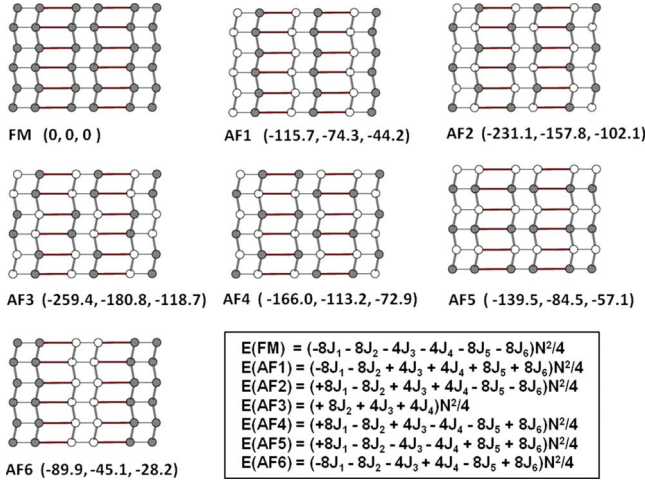 FM (0, 0, 0 )
AF1 (-115.7, -74.3, -44.2)
AF2 (-231.1, -157.8, -102.1)
AF3 (-259.4, -180.8, -118.7)
AF4 ( -166.0, -113.2, -72.9)
AF5 (-139.5, -84.5, -57.1)
AF6 (-89.9, -45.1, -28.2)
E(FM) = (-8J₁ - 8J₂ - 4J₃ - 4J₄ - 8J₅ - 8J₆)N²/4
E(AF1) = (-8J₁ - 8J₂ + 4J₃ + 4J₄ + 8J₅ + 8J₆)N²/4
E(AF2) = (+8J₁ - 8J₂ + 4J₃ + 4J₄ - 8J₅ - 8J₆)N²/4
E(AF3) = (+ 8J₂ + 4J₃ + 4J₄)N²/4
E(AF4) = (+8J₁ - 8J₂ + 4J₃ - 4J₄ - 8J₅ + 8J₆)N²/4
E(AF5) = (+8J₁ - 8J₂ - 4J₃ - 4J₄ + 8J₅ + 8J₆)N²/4
E(AF6) = (-8J₁ - 8J₂ - 4J₃ + 4J₄ - 8J₅ + 8J₆)N²/4